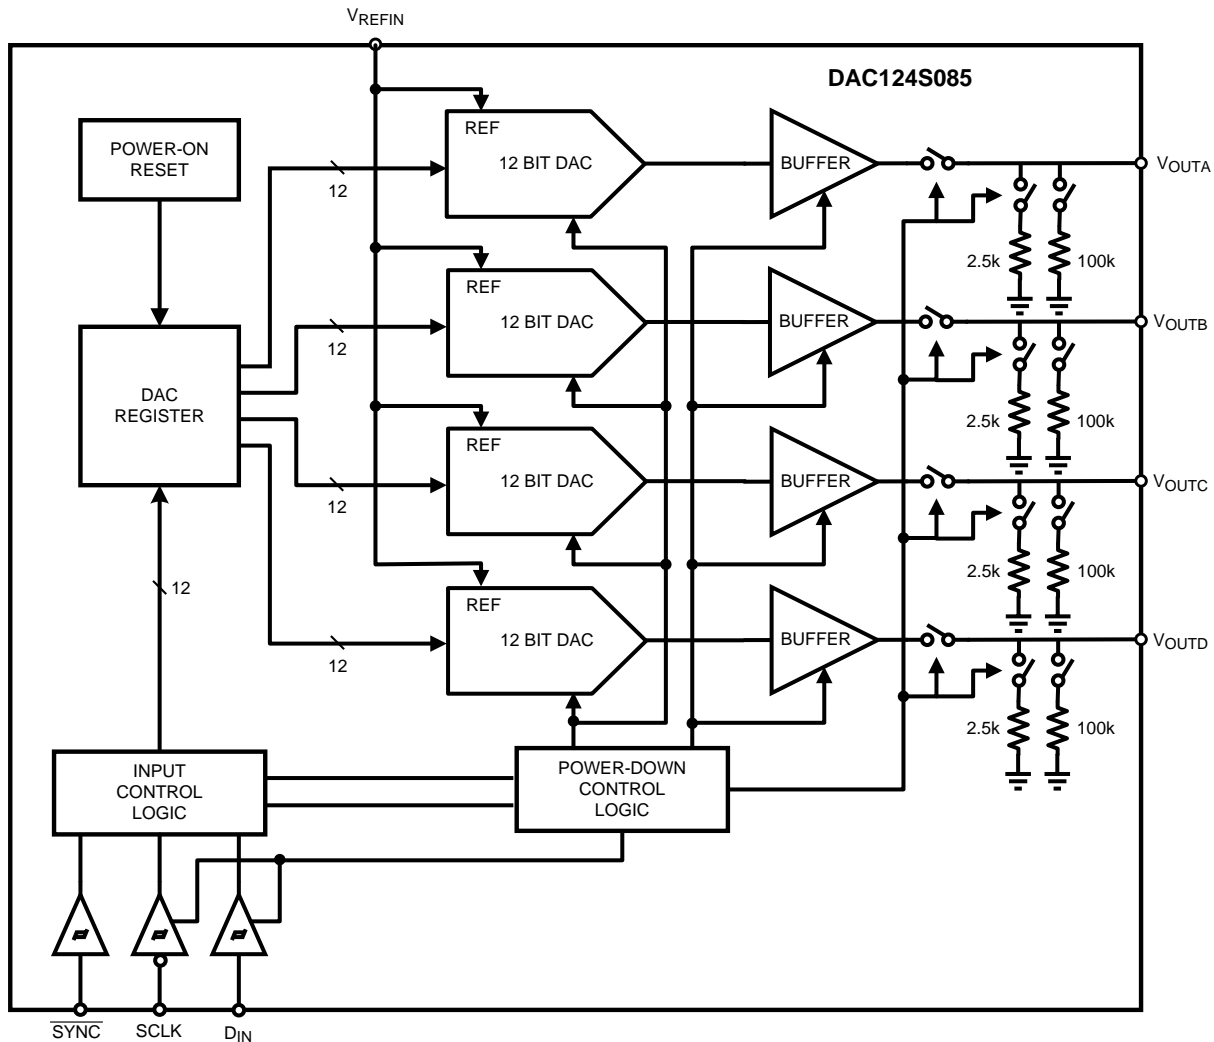 VREFIN
DAC124S085
POWER-ON
RESET
REF
12 BIT DAC
BUFFER
VOUTA
12
2.5k
100k
REF
12 BIT DAC
BUFFER
VOUTB
12
2.5k
100k
DAC
REGISTER
REF
12 BIT DAC
BUFFER
VOUTC
12
2.5k
100k
12
REF
12 BIT DAC
BUFFER
VOUTD
12
2.5k
100k
INPUT
CONTROL
LOGIC
POWER-DOWN
CONTROL
LOGIC
SYNC
SCLK
DIN